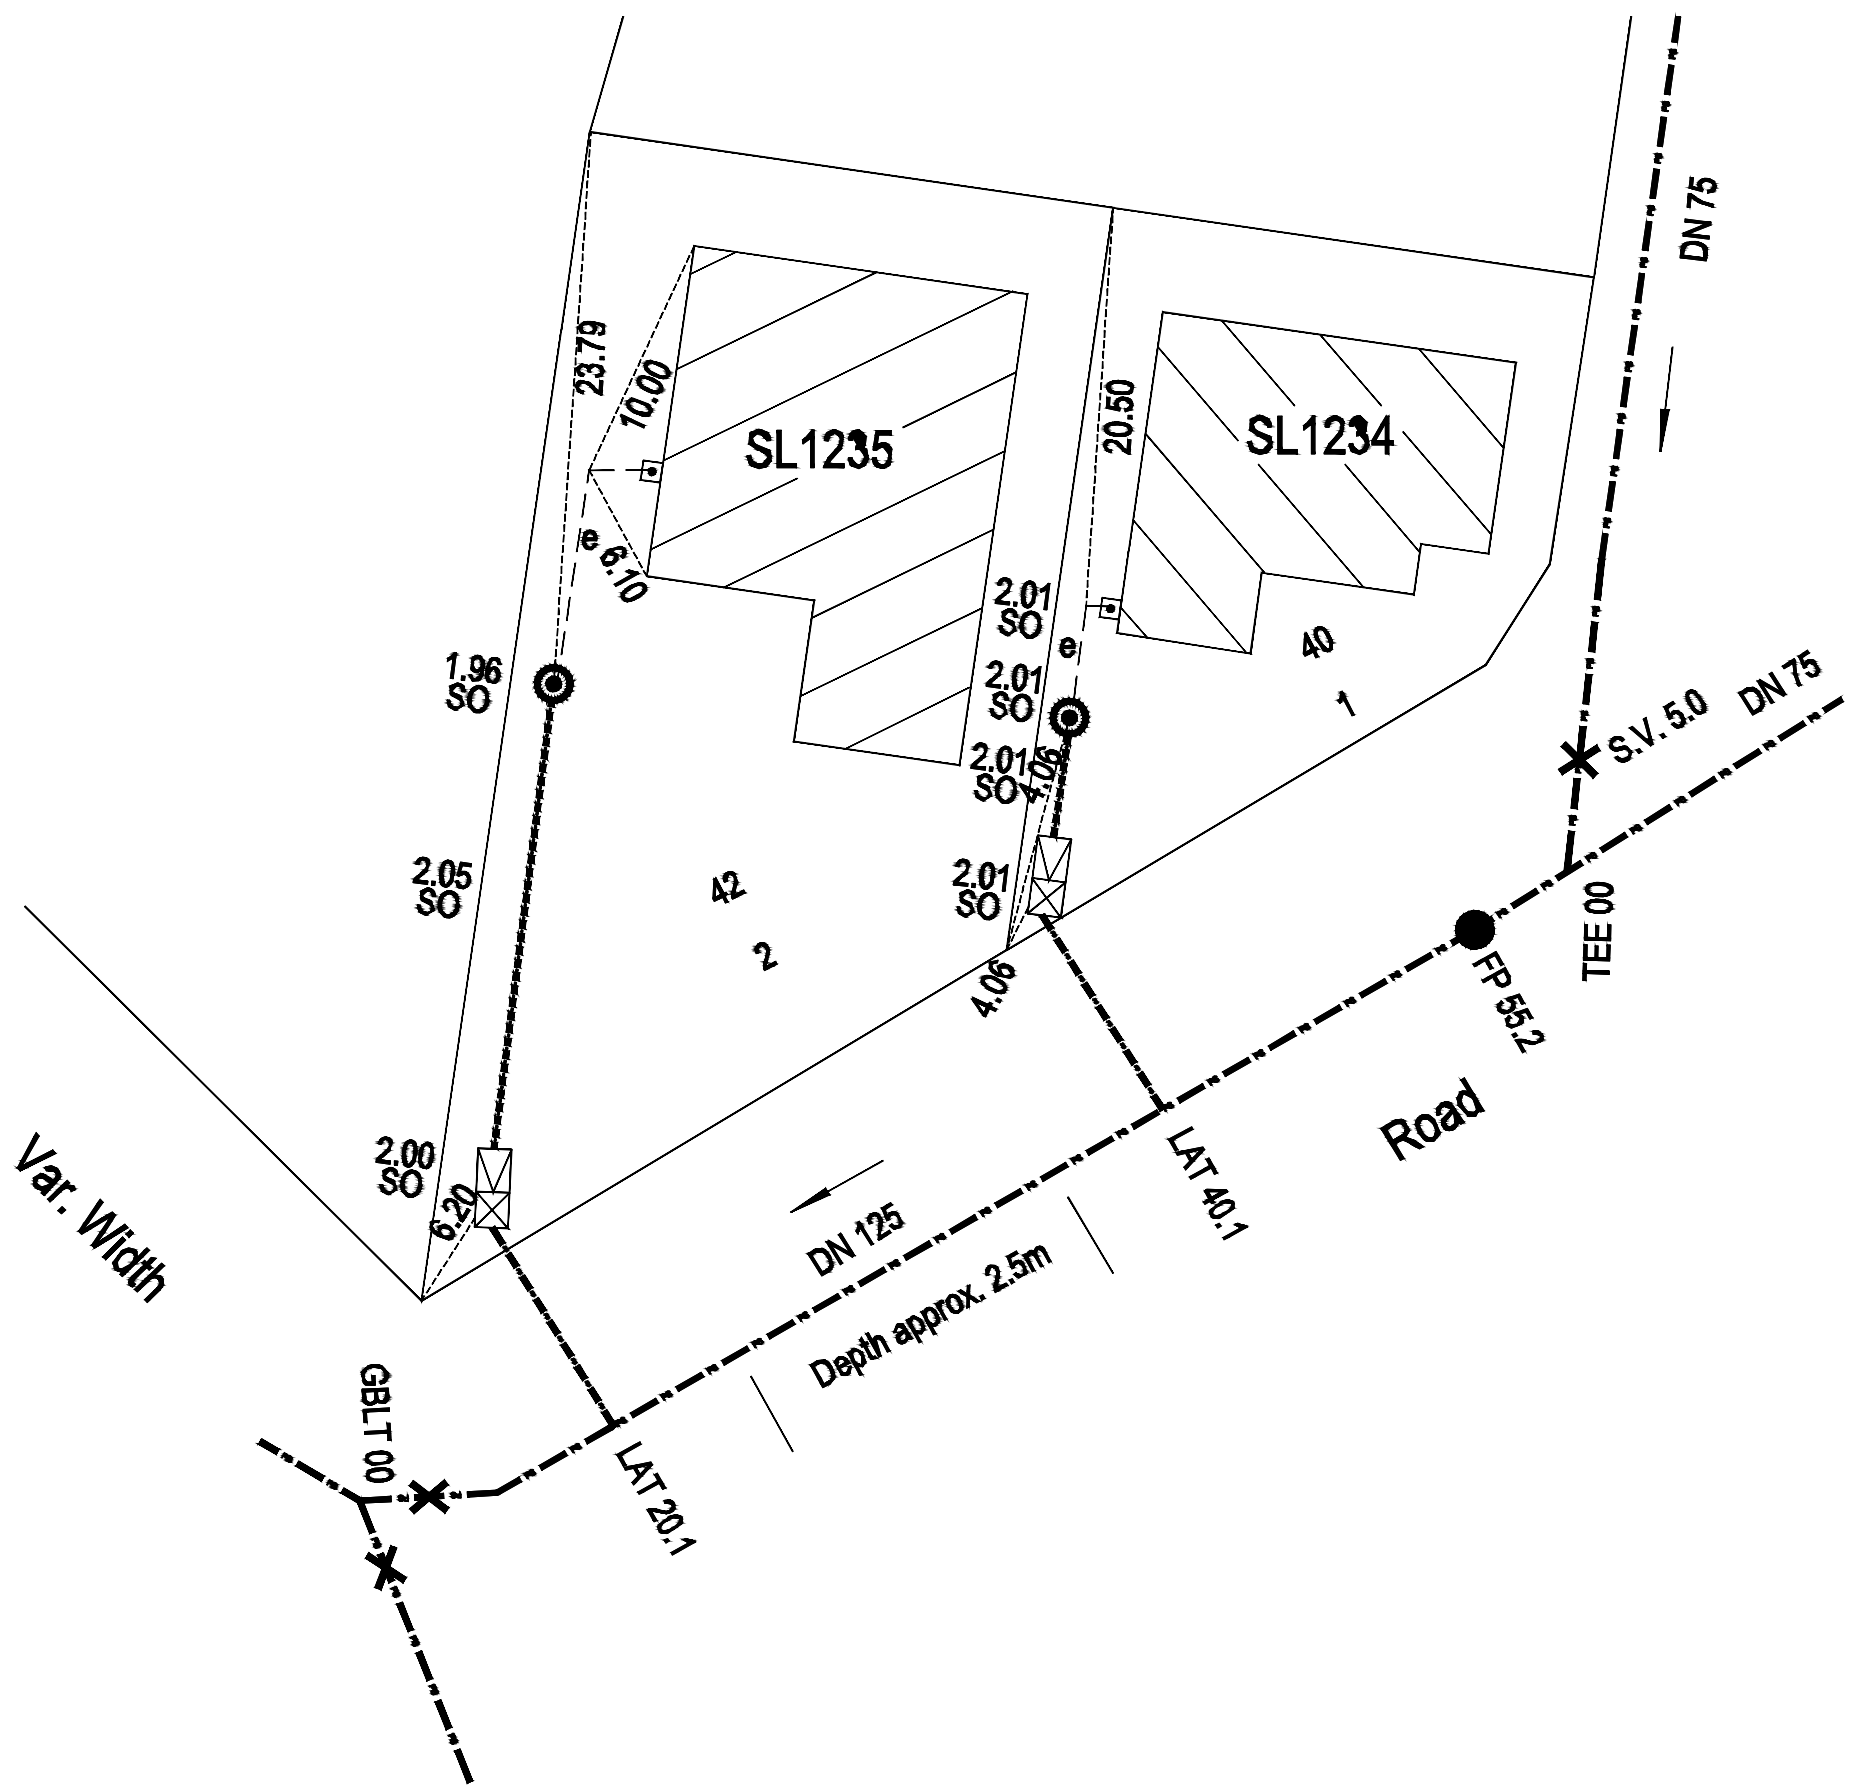 DN 75
23.79
10.00
SL1235
20.50
SL1234
e
6.10
2.01
SO
e
40
1.96
SO
2.01
SO
1
DN 75
S.V. 5.0
2.01
SO
4.06
2.05
SO
42
2.01
SO
TEE 00
2
4.06
FP 55.2
Road
2.00
SO
6.20
LAT 40.1
Var. Width
DN 125
Depth approx. 2.5m
GBLT 00
LAT 20.1